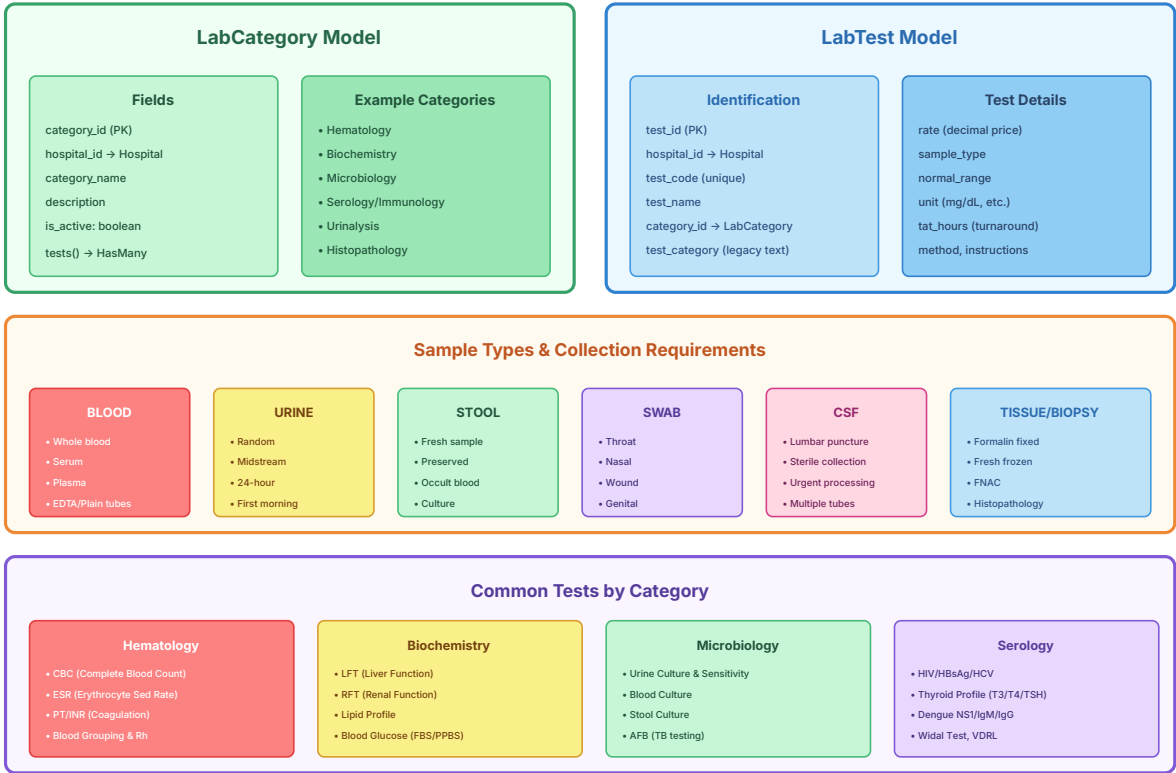 LabCategory Model
Fields
category_id (PK)
hospital_id → Hospital
category_name
description
is_active: boolean
tests() → HasMany
Example Categories
• Hematology
• Biochemistry
• Microbiology
• Serology/Immunology
• Urinalysis
• Histopathology
LabTest Model
Identification
test_id (PK)
hospital_id → Hospital
test_code (unique)
test_name
category_id → LabCategory
test_category (legacy text)
Test Details
rate (decimal price)
sample_type
normal_range
unit (mg/dL, etc.)
tat_hours (turnaround)
method, instructions
Sample Types & Collection Requirements
BLOOD
• Whole blood
• Serum
• Plasma
• EDTA/Plain tubes
URINE
• Random
• Midstream
• 24-hour
• First morning
STOOL
• Fresh sample
• Preserved
• Occult blood
• Culture
SWAB
• Throat
• Nasal
• Wound
• Genital
CSF
• Lumbar puncture
• Sterile collection
• Urgent processing
• Multiple tubes
TISSUE/BIOPSY
• Formalin fixed
• Fresh frozen
• FNAC
• Histopathology
Common Tests by Category
Hematology
• CBC (Complete Blood Count)
• ESR (Erythrocyte Sed Rate)
• PT/INR (Coagulation)
• Blood Grouping & Rh
Biochemistry
• LFT (Liver Function)
• RFT (Renal Function)
• Lipid Profile
• Blood Glucose (FBS/PPBS)
Microbiology
• Urine Culture & Sensitivity
• Blood Culture
• Stool Culture
• AFB (TB testing)
Serology
• HIV/HBsAg/HCV
• Thyroid Profile (T3/T4/TSH)
• Dengue NS1/IgM/IgG
• Widal Test, VDRL